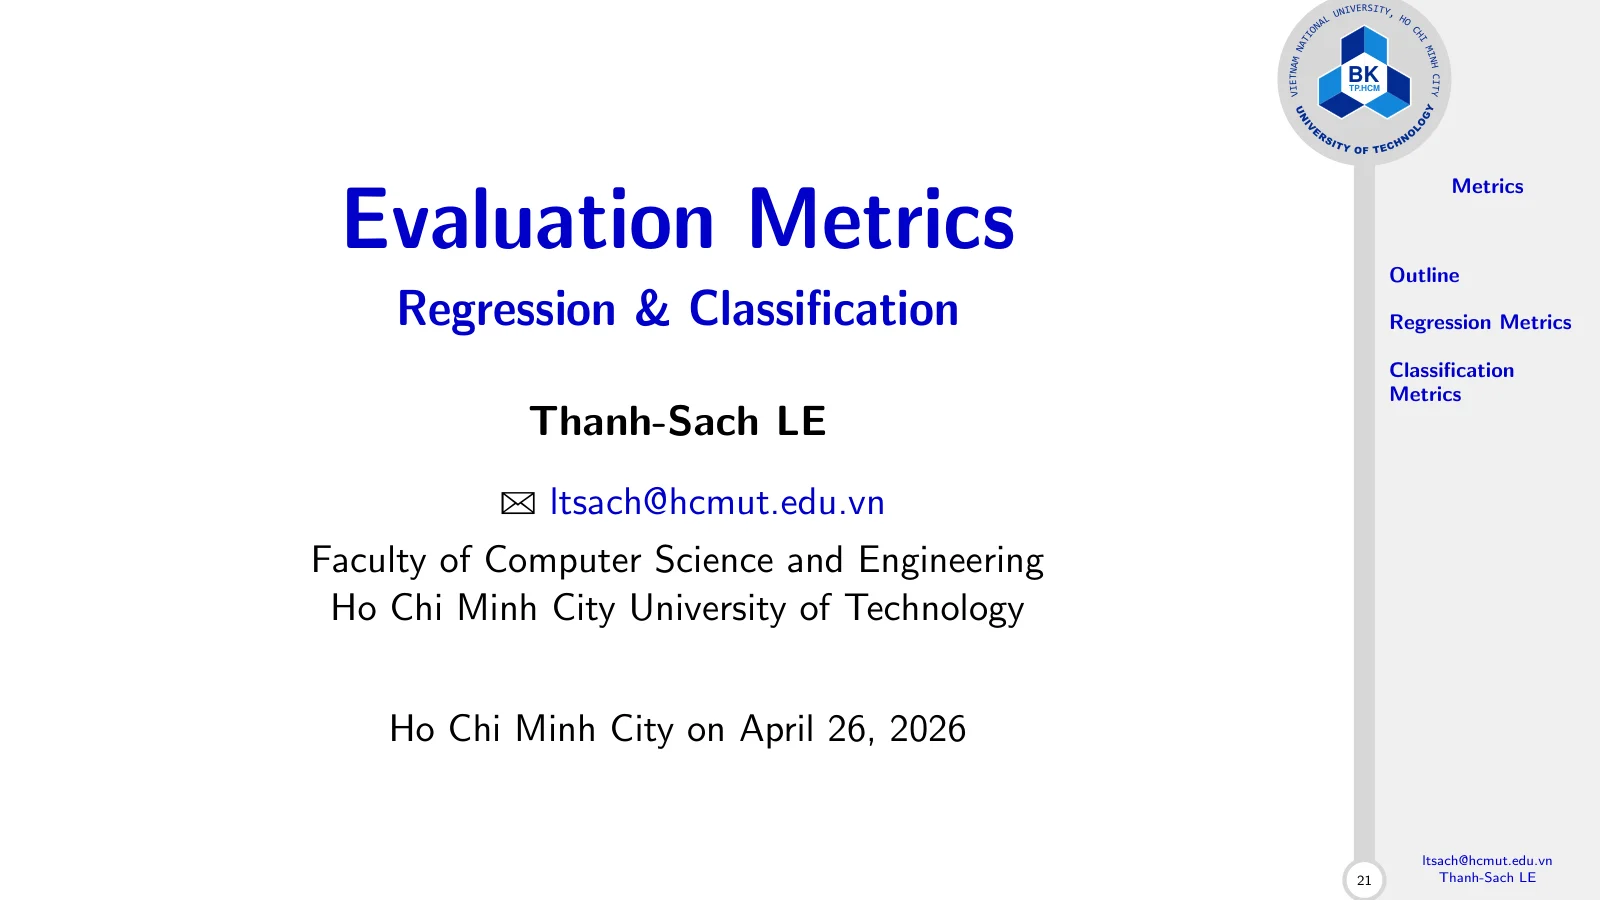 Evaluation Metrics
Regression & Classification
Thanh-Sach LE
ltsach@hcmut.edu.vn
Faculty of Computer Science and Engineering
Ho Chi Minh City University of Technology
Ho Chi Minh City on April 26, 2026
VIETNAM NATIONAL UNIVERSITY, HO CHI MINH CITY
BK
TP.HCM
UNIVERSITY OF TECHNOLOGY
Metrics
Outline
Regression Metrics
Classification
Metrics
21
ltsach@hcmut.edu.vn
Thanh-Sach LE